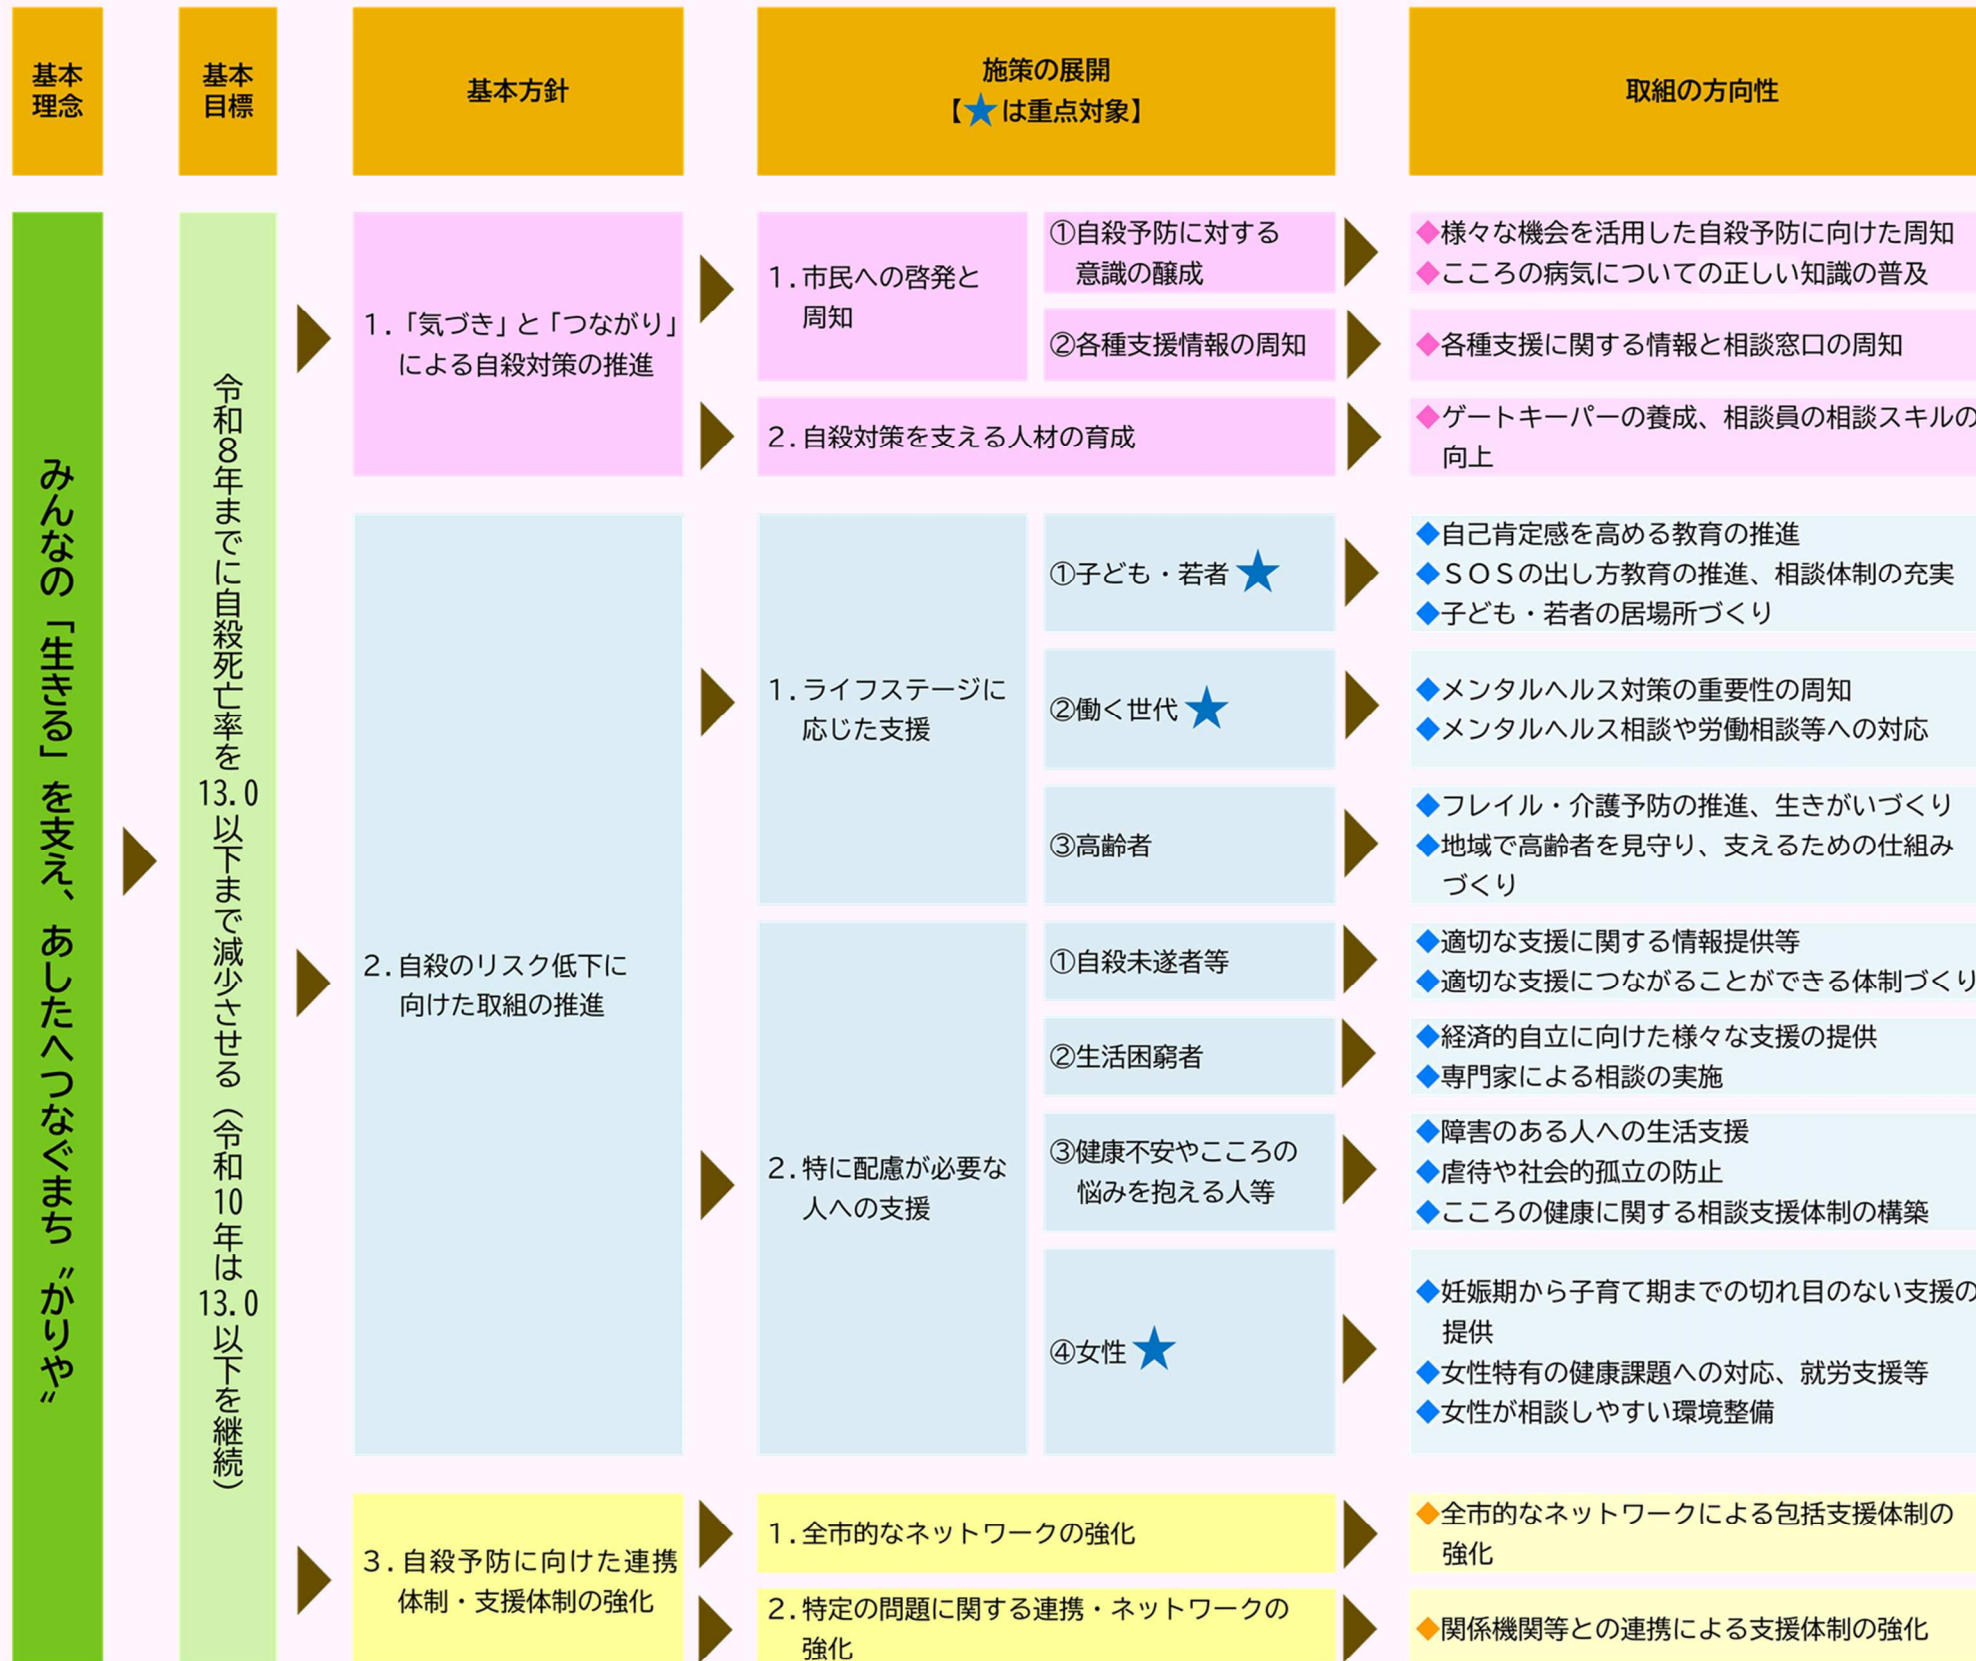 基本
理念
基本
目標
基本方針
施策の展開
【★は重点対象】
取組の方向性
みんなの「生きる」を支え、あしたへつなぐまち〝かりや〟
令和8年までに自殺死亡率を13.0以下まで減少させる（令和10年は13.0以下を継続）
1.「気づき」と「つながり」
による自殺対策の推進
1.市民への啓発と
周知
①自殺予防に対する
意識の醸成
◆様々な機会を活用した自殺予防に向けた周知
◆こころの病気についての正しい知識の普及
②各種支援情報の周知
◆各種支援に関する情報と相談窓口の周知
2.自殺対策を支える人材の育成
◆ゲートキーパーの養成、相談員の相談スキルの
向上
2.自殺のリスク低下に
向けた取組の推進
1.ライフステージに
応じた支援
①子ども・若者★
◆自己肯定感を高める教育の推進
◆ＳＯＳの出し方教育の推進、相談体制の充実
◆子ども・若者の居場所づくり
②働く世代★
◆メンタルヘルス対策の重要性の周知
◆メンタルヘルス相談や労働相談等への対応
③高齢者
◆フレイル・介護予防の推進、生きがいづくり
◆地域で高齢者を見守り、支えるための仕組み
づくり
2.特に配慮が必要な
人への支援
①自殺未遂者等
◆適切な支援に関する情報提供等
◆適切な支援につながることができる体制づくり
②生活困窮者
◆経済的自立に向けた様々な支援の提供
◆専門家による相談の実施
③健康不安やこころの
悩みを抱える人等
◆障害のある人への生活支援
◆虐待や社会的孤立の防止
◆こころの健康に関する相談支援体制の構築
④女性★
◆妊娠期から子育て期までの切れ目のない支援の
提供
◆女性特有の健康課題への対応、就労支援等
◆女性が相談しやすい環境整備
3.自殺予防に向けた連携
体制・支援体制の強化
1.全市的なネットワークの強化
◆全市的なネットワークによる包括支援体制の
強化
2.特定の問題に関する連携・ネットワークの
強化
◆関係機関等との連携による支援体制の強化